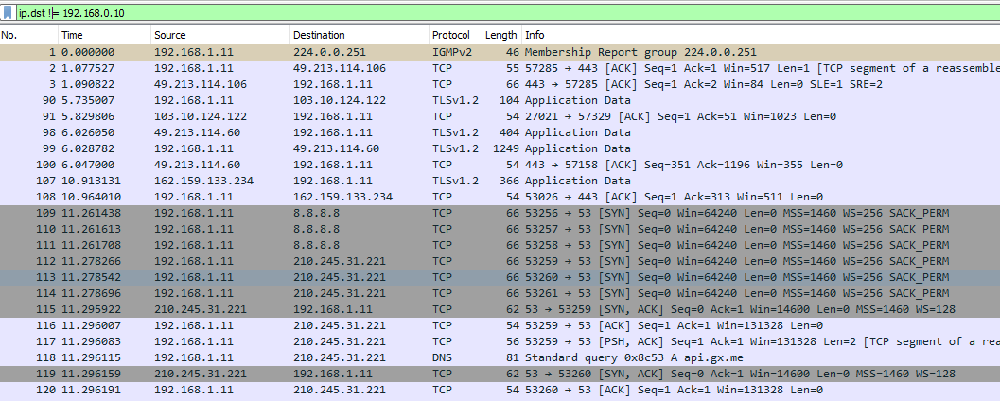 ip.dst != 192.168.0.10
No. Time Source Destination Protocol Length Info
1 0.000000 192.168.1.11 224.0.0.251 IGMPv2 46 Membership Report group 224.0.0.251
2 1.077527 192.168.1.11 49.213.114.106 TCP 55 57285 → 443 [ACK] Seq=1 Ack=1 Win=517 Len=1 [TCP segment of a reassemble
3 1.090822 49.213.114.106 192.168.1.11 TCP 66 443 → 57285 [ACK] Seq=1 Ack=2 Win=84 Len=0 SLE=1 SRE=2
90 5.735007 192.168.1.11 103.10.124.122 TLSv1.2 104 Application Data
91 5.829806 103.10.124.122 192.168.1.11 TCP 54 27021 → 57329 [ACK] Seq=1 Ack=51 Win=1023 Len=0
98 6.026050 49.213.114.60 192.168.1.11 TLSv1.2 404 Application Data
99 6.028782 192.168.1.11 49.213.114.60 TLSv1.2 1249 Application Data
100 6.047000 49.213.114.60 192.168.1.11 TCP 54 443 → 57158 [ACK] Seq=351 Ack=1196 Win=355 Len=0
107 10.913131 162.159.133.234 192.168.1.11 TLSv1.2 366 Application Data
108 10.964010 192.168.1.11 162.159.133.234 TCP 54 53026 → 443 [ACK] Seq=1 Ack=313 Win=511 Len=0
109 11.261438 192.168.1.11 8.8.8.8 TCP 66 53256 → 53 [SYN] Seq=0 Win=64240 Len=0 MSS=1460 WS=256 SACK_PERM
110 11.261613 192.168.1.11 8.8.8.8 TCP 66 53257 → 53 [SYN] Seq=0 Win=64240 Len=0 MSS=1460 WS=256 SACK_PERM
111 11.261708 192.168.1.11 8.8.8.8 TCP 66 53258 → 53 [SYN] Seq=0 Win=64240 Len=0 MSS=1460 WS=256 SACK_PERM
112 11.278266 192.168.1.11 210.245.31.221 TCP 66 53259 → 53 [SYN] Seq=0 Win=64240 Len=0 MSS=1460 WS=256 SACK_PERM
113 11.278542 192.168.1.11 210.245.31.221 TCP 66 53260 → 53 [SYN] Seq=0 Win=64240 Len=0 MSS=1460 WS=256 SACK_PERM
114 11.278696 192.168.1.11 210.245.31.221 TCP 66 53261 → 53 [SYN] Seq=0 Win=64240 Len=0 MSS=1460 WS=256 SACK_PERM
115 11.295922 210.245.31.221 192.168.1.11 TCP 62 53 → 53259 [SYN, ACK] Seq=0 Ack=1 Win=14600 Len=0 MSS=1460 WS=128
116 11.296007 192.168.1.11 210.245.31.221 TCP 54 53259 → 53 [ACK] Seq=1 Ack=1 Win=131328 Len=0
117 11.296083 192.168.1.11 210.245.31.221 TCP 56 53259 → 53 [PSH, ACK] Seq=1 Ack=1 Win=131328 Len=2 [TCP segment of a rea
118 11.296115 192.168.1.11 210.245.31.221 DNS 81 Standard query 0x8c53 A api.gx.me
119 11.296159 210.245.31.221 192.168.1.11 TCP 62 53 → 53260 [SYN, ACK] Seq=0 Ack=1 Win=14600 Len=0 MSS=1460 WS=128
120 11.296191 192.168.1.11 210.245.31.221 TCP 54 53260 → 53 [ACK] Seq=1 Ack=1 Win=131328 Len=0